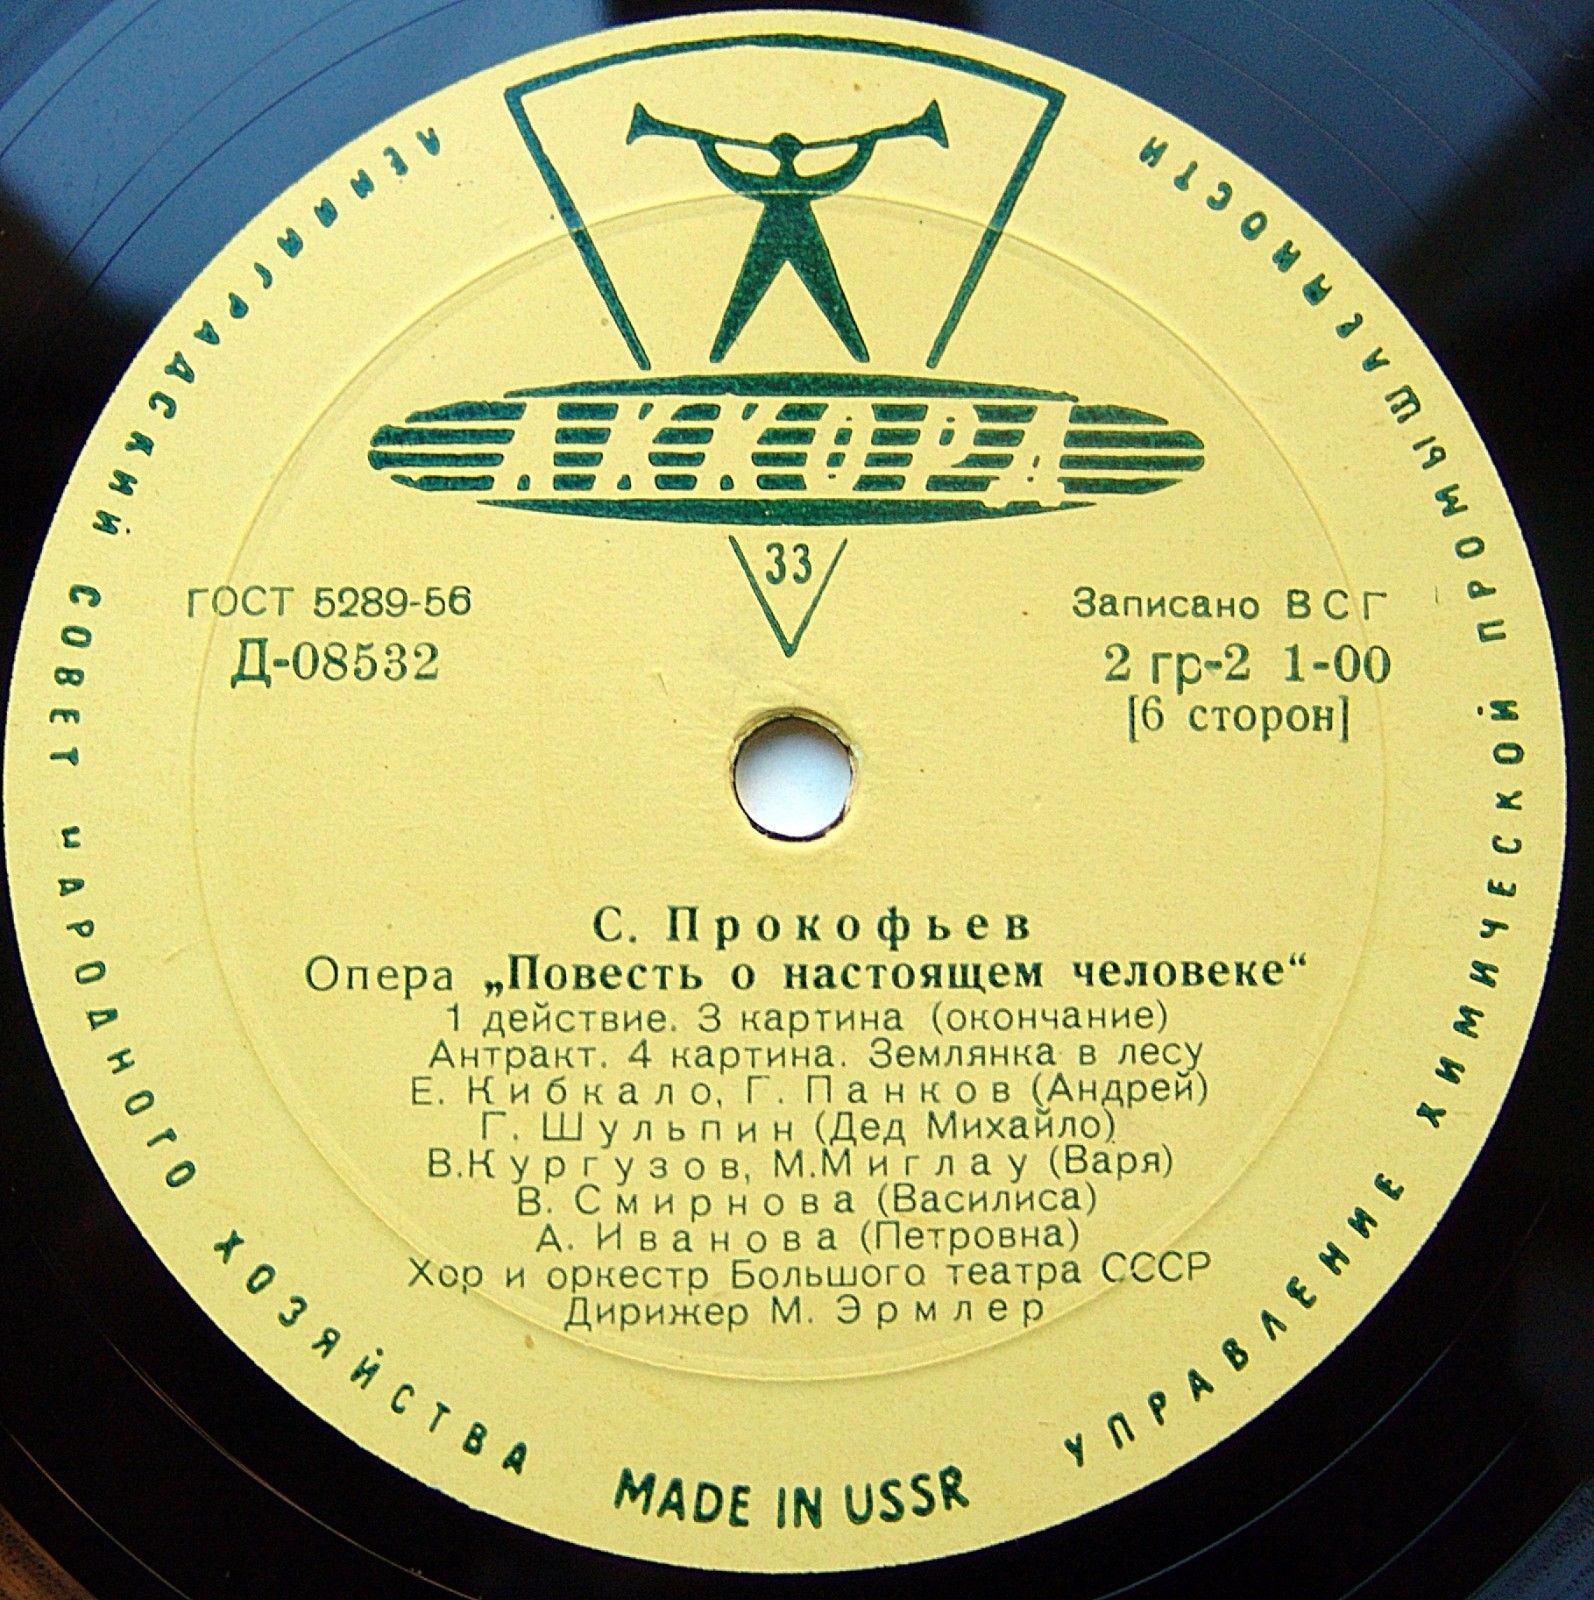 ЛЕНИНГРАДСКИЙ СОВЕТ НАРОДНОГО ХОЗЯЙСТВА
УПРАВЛЕНИЕ ХИМИЧЕСКОЙ ПРОМЫШЛЕННОСТИ
АККОРД
33
ГОСТ 5289-56
Д-08532
Записано ВСГ
2 гр-2 1-00
[6 сторон]
С. Прокофьев
Опера „Повесть о настоящем человеке“
1 действие. 3 картина (окончание)
Антракт. 4 картина. Землянка в лесу
Е. Кибкало, Г. Панков (Андрей)
Г. Шульпин (Дед Михайло)
В.Кургузов, М.Миглау (Варя)
В. Смирнова (Василиса)
А. Иванова (Петровна)
Хор и оркестр Большого театра СССР
Дирижер М. Эрмлер
MADE IN USSR